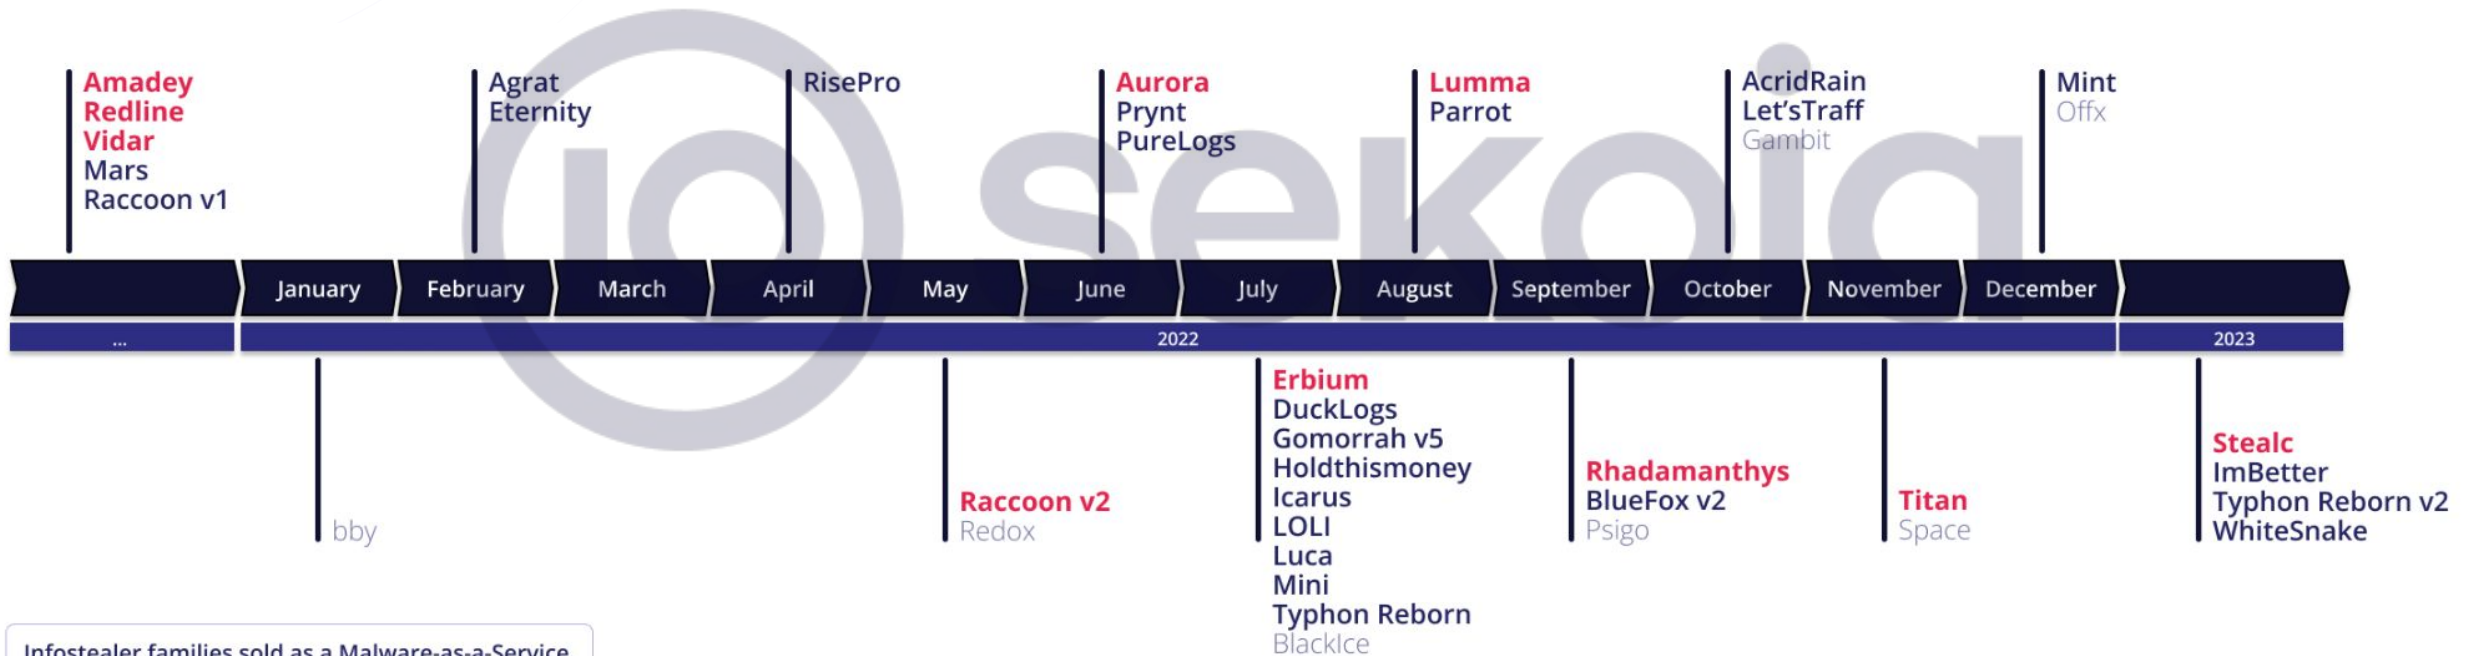 Amadey
Redline
Vidar
Mars
Raccoon v1
Agrat
Eternity
RisePro
Aurora
Prynt
PureLogs
Lumma
Parrot
AcridRain
Let'sTraff
Gambit
Mint
Offx
sekoia
January
February
March
April
May
June
July
August
September
October
November
December
...
2022
2023
bby
Raccoon v2
Redox
Erbium
DuckLogs
Gomorrah v5
Holdthismoney
Icarus
LOLI
Luca
Mini
Typhon Reborn
BlackIce
Rhadamanthys
BlueFox v2
Psigo
Titan
Space
Stealc
ImBetter
Typhon Reborn v2
WhiteSnake
Infostealer families sold as a Malware-as-a-Service